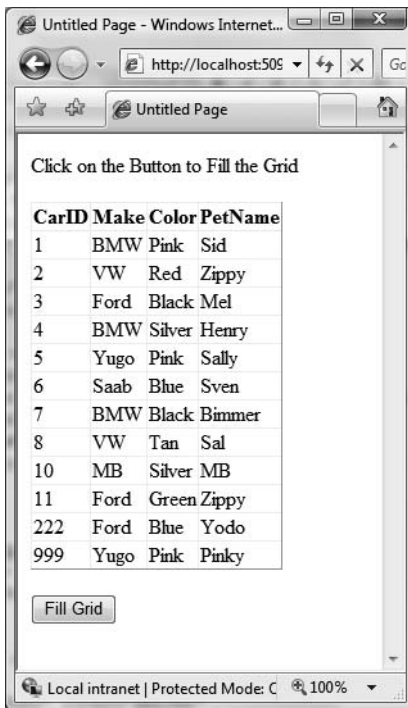 Untitled Page - Windows Internet...
http://localhost:509
Untitled Page
Click on the Button to Fill the Grid
CarID Make Color PetName
1 BMW Pink Sid
2 VW Red Zippy
3 Ford Black Mel
4 BMW Silver Henry
5 Yugo Pink Sally
6 Saab Blue Sven
7 BMW Black Bimmer
8 VW Tan Sal
10 MB Silver MB
11 Ford Green Zippy
222 Ford Blue Yodo
999 Yugo Pink Pinky
Fill Grid
Local intranet | Protected Mode: 100%